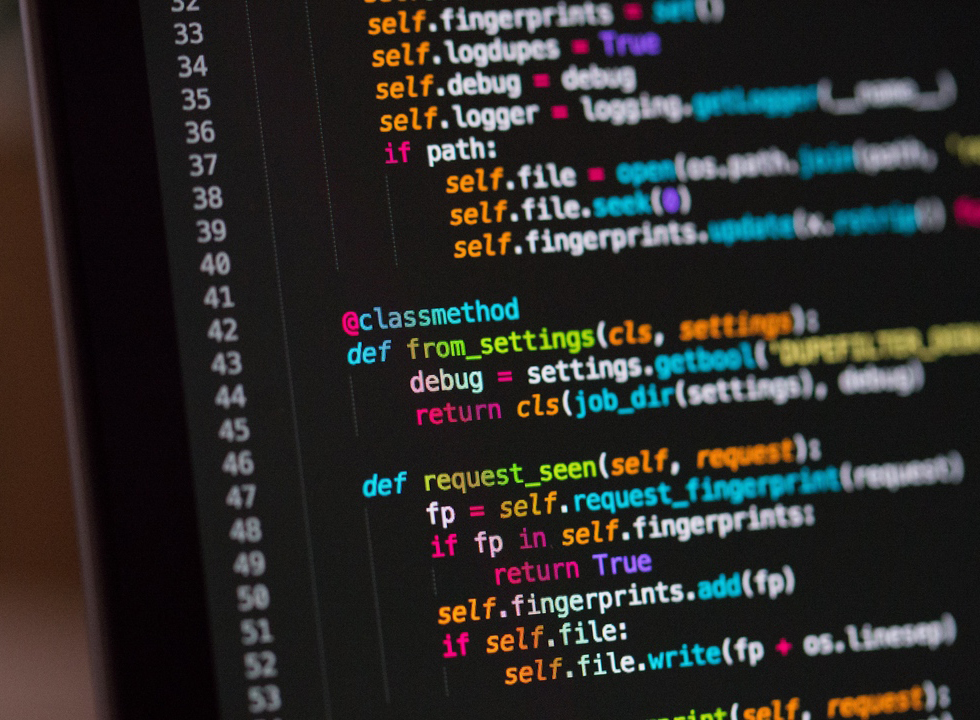 32
33 self.fingerprints = set()
34 self.logdupes = True
35 self.debug = debug
36 self.logger = logging.getLogger(__name__)
37 if path:
38 self.file = open(os.path.join(path,
39 self.file.seek(0)
40 self.fingerprints.update(x.rstrip()
41
42 @classmethod
43 def from_settings(cls, settings):
44 debug = settings.getbool('DUPEFILTER_DEBUG
45 return cls(job_dir(settings), debug)
46
47 def request_seen(self, request):
48 fp = self.request_fingerprint(request)
49 if fp in self.fingerprints:
50 return True
51 self.fingerprints.add(fp)
52 if self.file:
53 self.file.write(fp + os.linesep)
print(self, request):